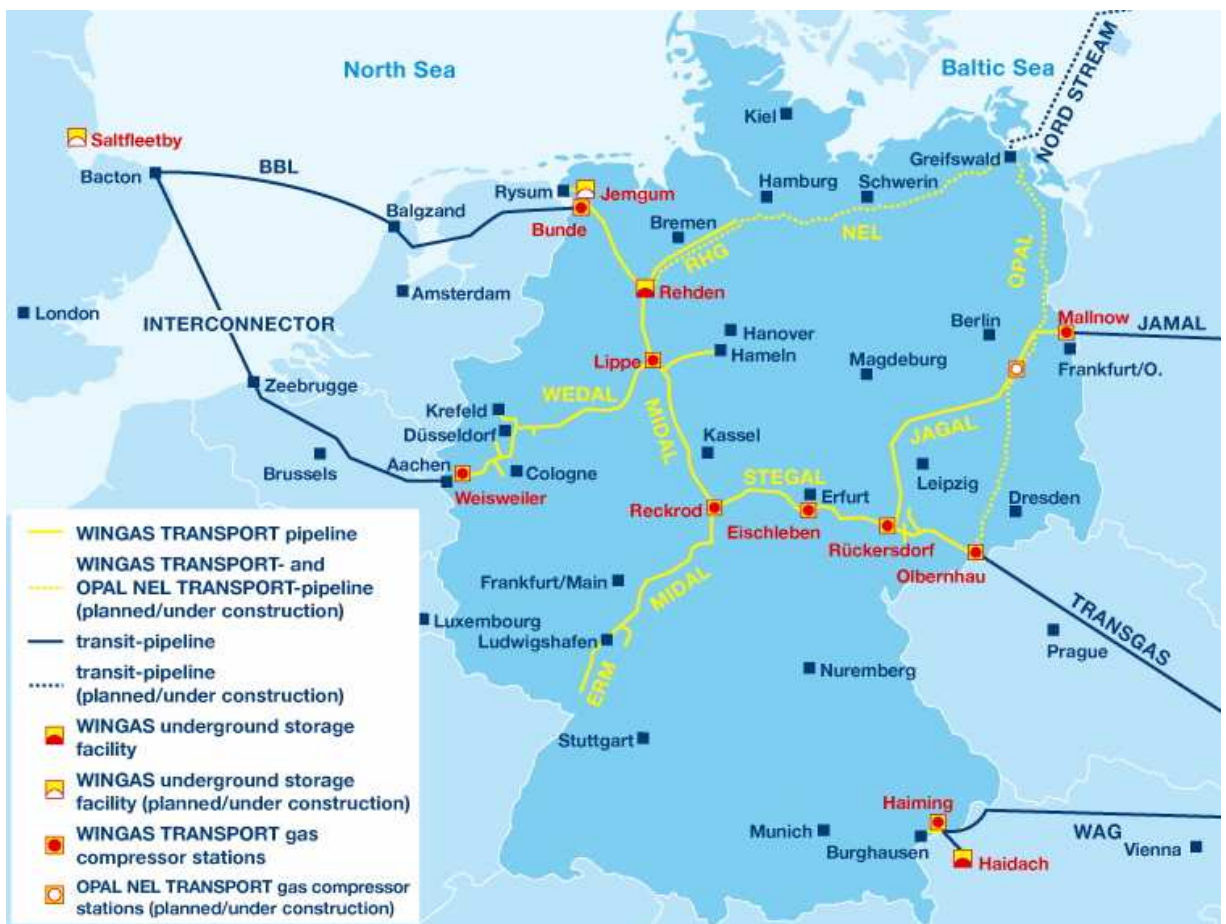 North Sea
Baltic Sea
NORD STREAM
Kiel
Saltfleetby
Greifswald
Bacton
BBL
Rysum
Jemgum
Hamburg
Schwerin
Balgzand
Bunde
Bremen
NEL
RHG
OPAL
Amsterdam
Rehden
London
INTERCONNECTOR
Hanover
Berlin
Mallnow
JAMAL
Lippe
Hameln
Magdeburg
Frankfurt/O.
Zeebrugge
WEDAL
Krefeld
MIDAL
JAGAL
Düsseldorf
Kassel
Brussels
Aachen
Cologne
STEGAL
Leipzig
Weisweiler
Erfurt
Dresden
Reckrod
Eischleben
Rückersdorf
Olbernhau
Frankfurt/Main
MIDAL
TRANSGAS
Luxembourg
Ludwigshafen
Prague
ERM
Nuremberg
Stuttgart
Haiming
Munich
Burghausen
WAG
Vienna
Haidach
WINGAS TRANSPORT pipeline
WINGAS TRANSPORT- and
OPAL NEL TRANSPORT-pipeline
(planned/under construction)
transit-pipeline
transit-pipeline
(planned/under construction)
WINGAS underground storage
facility
WINGAS underground storage
facility (planned/under construction)
WINGAS TRANSPORT gas
compressor stations
OPAL NEL TRANSPORT gas compressor
stations (planned/under construction)